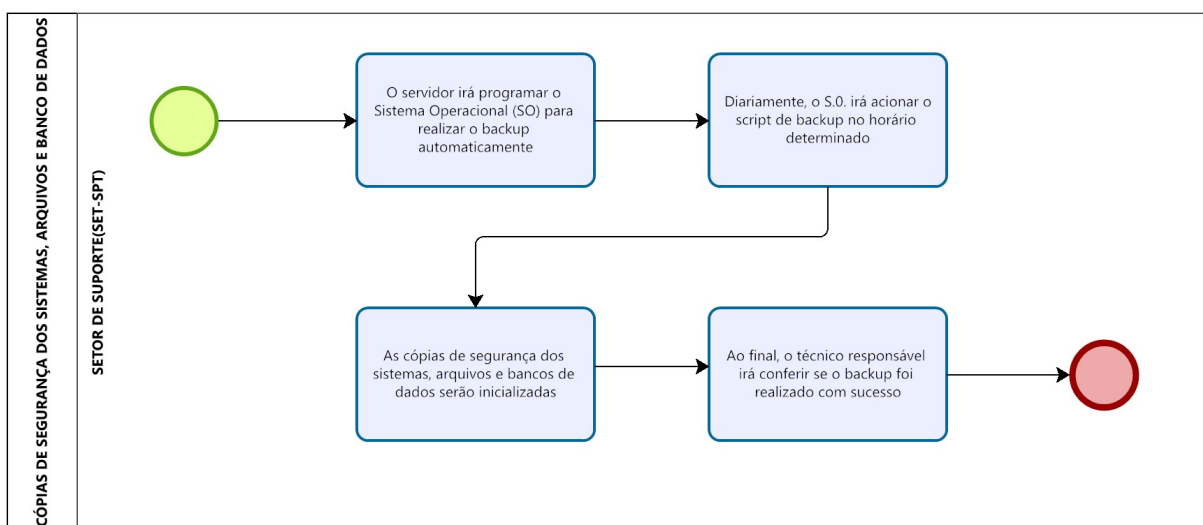 CÓPIAS DE SEGURANÇA DOS SISTEMAS, ARQUIVOS E BANCO DE DADOS
SETOR DE SUPORTE(SET-SPT)
O servidor irá programar o
Sistema Operacional (SO) para
realizar o backup
automaticamente
Diariamente, o S.0. irá acionar o
script de backup no horário
determinado
As cópias de segurança dos
sistemas, arquivos e bancos de
dados serão inicializadas
Ao final, o técnico responsável
irá conferir se o backup foi
realizado com sucesso